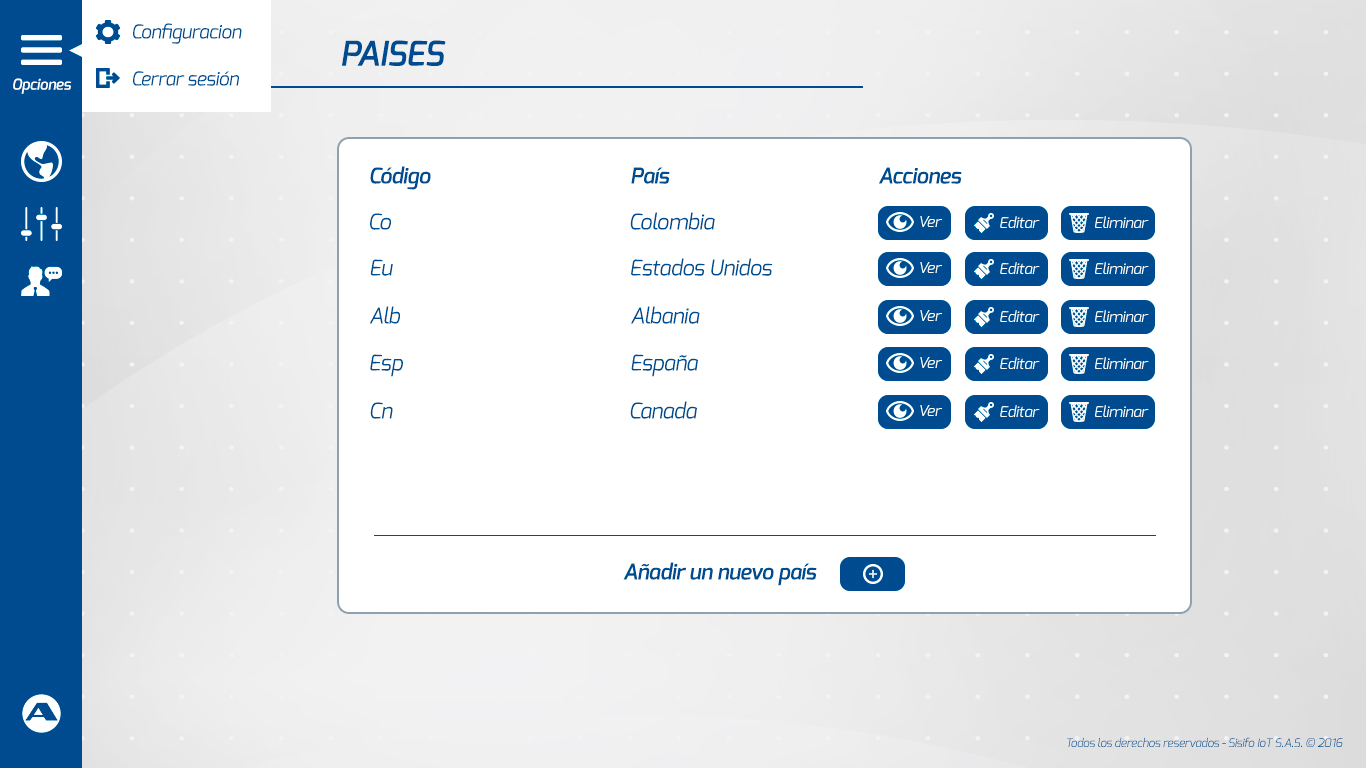 Configuracion
Cerrar sesión
Opciones
PAISES
Código País Acciones
Co Colombia Ver Editar Eliminar
Eu Estados Unidos Ver Editar Eliminar
Alb Albania Ver Editar Eliminar
Esp España Ver Editar Eliminar
Cn Canada Ver Editar Eliminar
Añadir un nuevo país
Todos los derechos reservados - Sisifo IoT S.A.S. © 2016